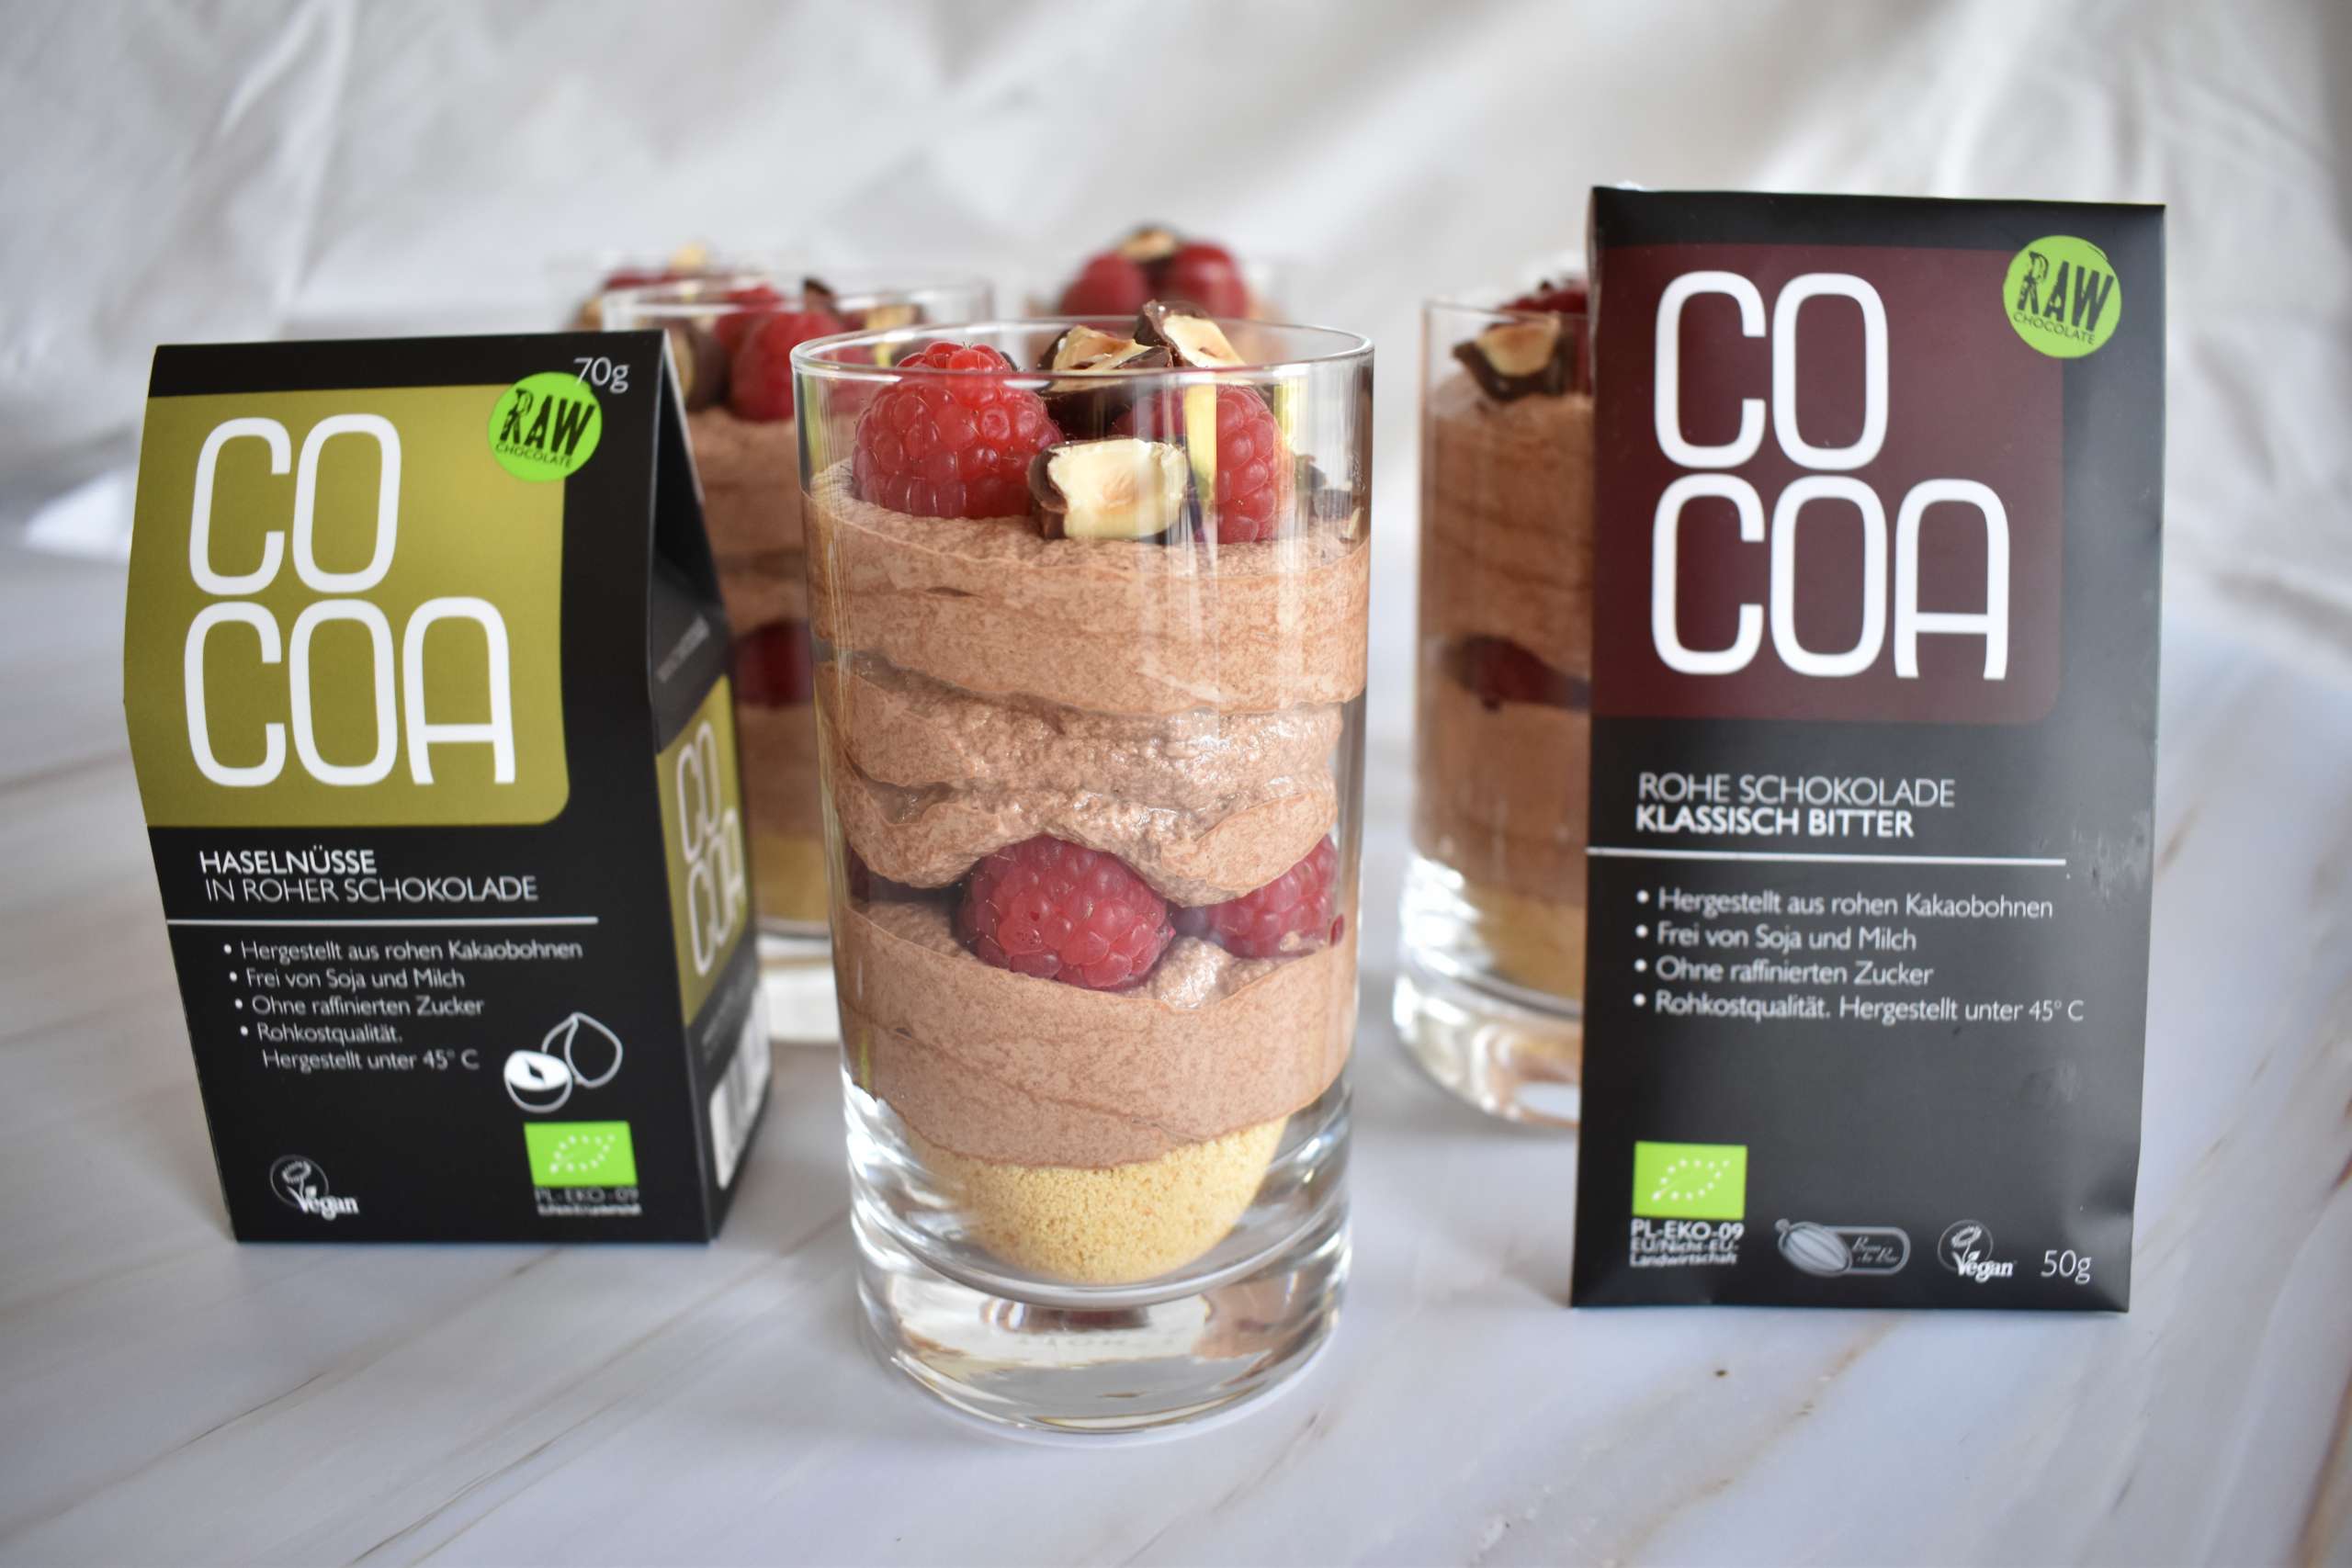 70g
RAW
CHOCOLATE
CO
COA
HASELNÜSSE
IN ROHER SCHOKOLADE
• Hergestellt aus rohen Kakaobohnen
• Frei von Soja und Milch
• Ohne raffinierten Zucker
• Rohkostqualität.
Hergestellt unter 45° C
Vegan
PL-EKO-09
CO
COA
RAW
CHOCOLATE
CO
COA
ROHE SCHOKOLADE
KLASSISCH BITTER
• Hergestellt aus rohen Kakaobohnen
• Frei von Soja und Milch
• Ohne raffinierten Zucker
• Rohkostqualität. Hergestellt unter 45° C
PL-EKO-09
EU/Nicht-EU-
Landwirtschaft
Vegan
50g